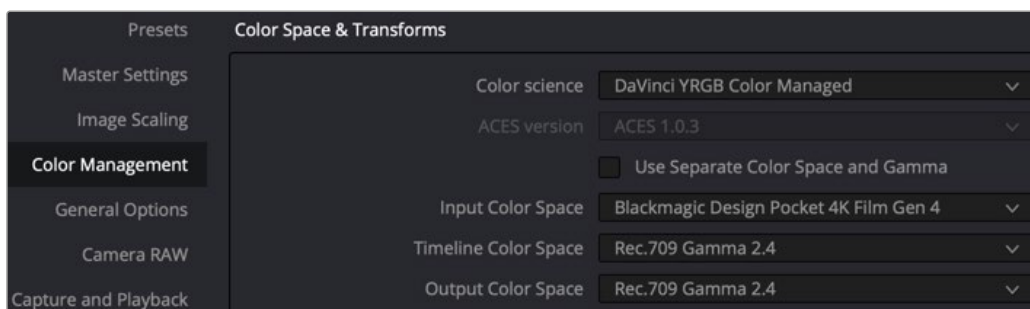 Presets
Master Settings
Image Scaling
Color Management
General Options
Camera RAW
Capture and Playback
Color Space & Transforms
Color science DaVinci YRGB Color Managed
ACES version ACES 1.0.3
Use Separate Color Space and Gamma
Input Color Space Blackmagic Design Pocket 4K Film Gen 4
Timeline Color Space Rec.709 Gamma 2.4
Output Color Space Rec.709 Gamma 2.4